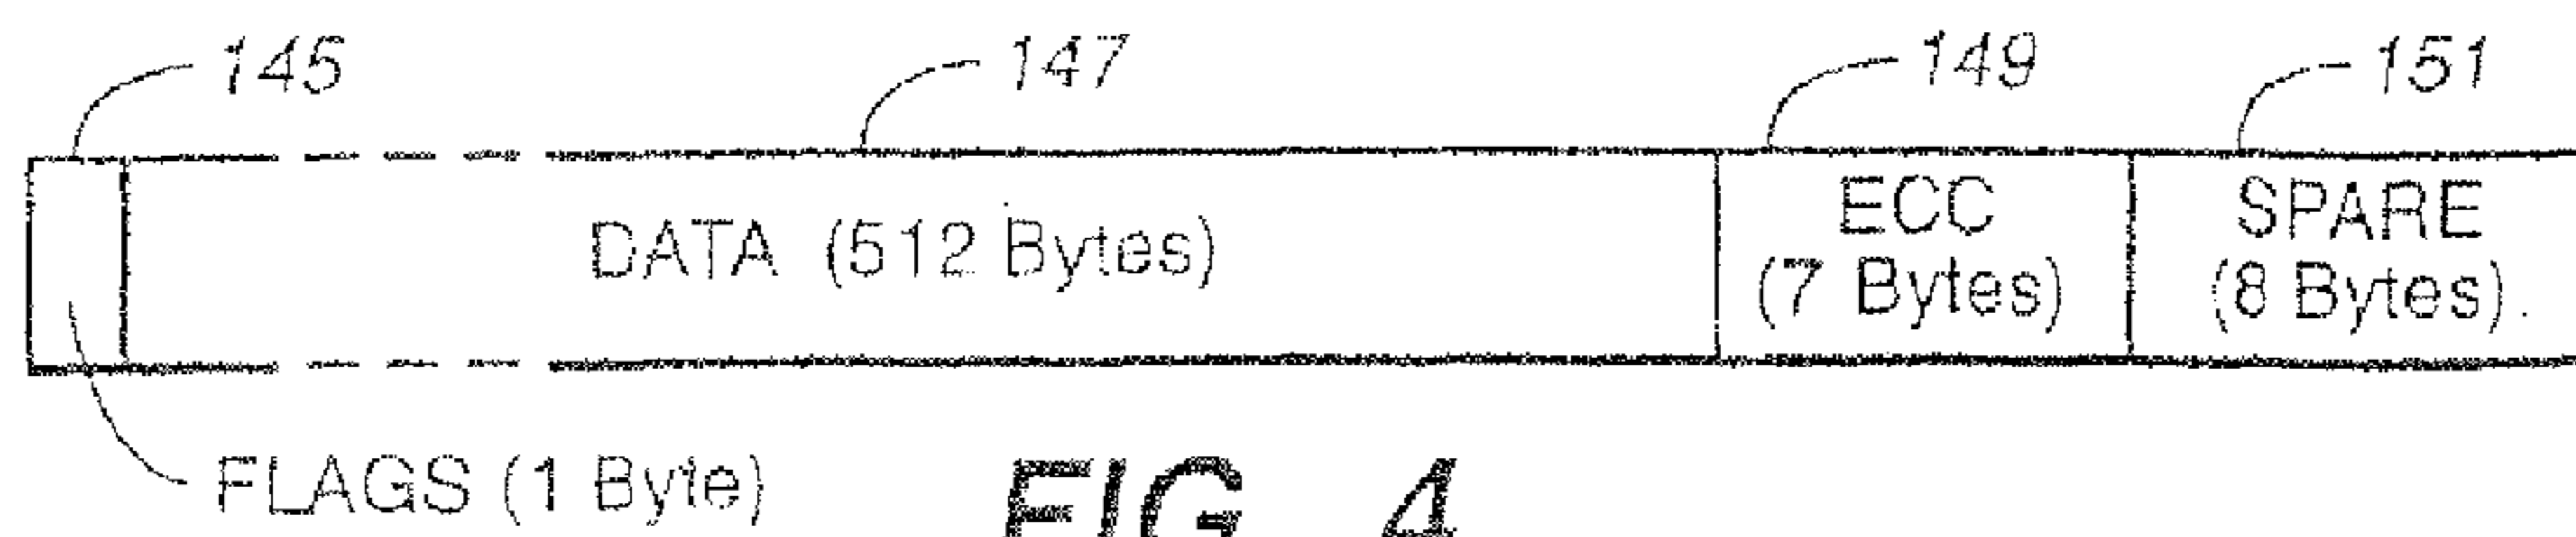 145 147 149 151
DATA (512 Bytes)
ECC
(7 Bytes)
SPARE
(8 Bytes)
FLAGS (1 Byte)
FIG. 4